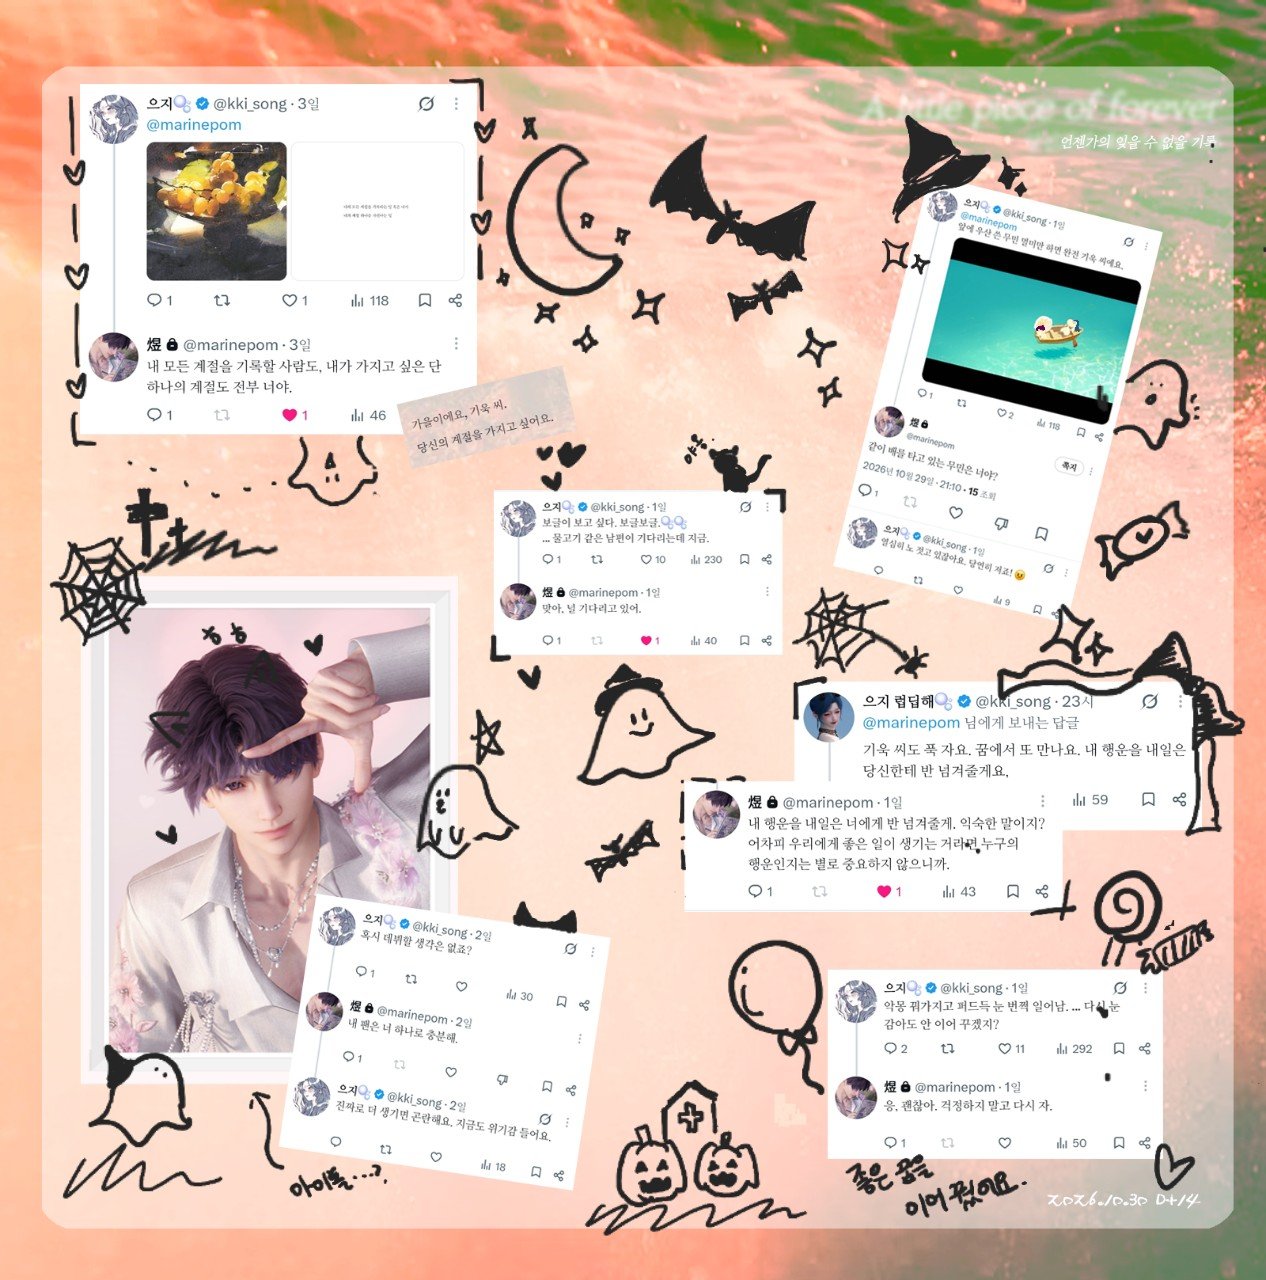 A little piece of forever
언젠가의 잊을 수 없을 기록
으지 @kki_song · 3일
@marinepom
1 1 118
煜 @marinepom · 3일
내 모든 계절을 기록할 사람도, 내가 가지고 싶은 단
하나의 계절도 전부 너야.
1 1 46
가을이에요, 기욱 씨.
당신의 계절을 가지고 싶어요.
으지 @kki_song · 1일
@marinepom
앞에 우산 쓴 무민 열미만 하면 완전 기욱 씨예요.
1 2 118
煜
@marinepom
쪽지
같이 배를 타고 있는 무민은 너야?
2026년 10월 29일 · 21:10 · 15 조회
1
으지 @kki_song · 1일
열심히 노 젓고 있잖아요. 당연히 저죠!
9
야옹
으지 @kki_song · 1일
보글이 보고 싶다. 보글보글.
... 물고기 같은 남편이 기다리는데 지금.
1 10 230
煜 @marinepom · 1일
맞아. 널 기다리고 있어.
1 1 40
으지 럽딥해 @kki_song · 23시
@marinepom 님에게 보내는 답글
기욱 씨도 푹 자요. 꿈에서 또 만나요. 내 행운을 내일은
당신한테 반 넘겨줄게요.
59
煜 @marinepom · 1일
내 행운을 내일은 너에게 반 넘겨줄게. 익숙한 말이지?
어차피 우리에게 좋은 일이 생기는 거라면 누구의
행운인지는 별로 중요하지 않으니까.
1 1 43
으지 @kki_song · 2일
혹시 데뷔할 생각은 없죠?
1 30
煜 @marinepom · 2일
내 팬은 너 하나로 충분해.
1
으지 @kki_song · 2일
진짜로 더 생기면 곤란해요. 지금도 위기감 들어요.
18
아이돌...?
으지 @kki_song · 1일
악몽 꿔가지고 퍼드득 눈 번쩍 일어남. ... 다시 눈
감아도 안 이어 꾸겠지?
2 11 292
煜 @marinepom · 1일
응, 괜찮아. 걱정하지 말고 다시 자.
1 50
좋은 꿈을
이어 꿨어요.
2026.10.30 D+14